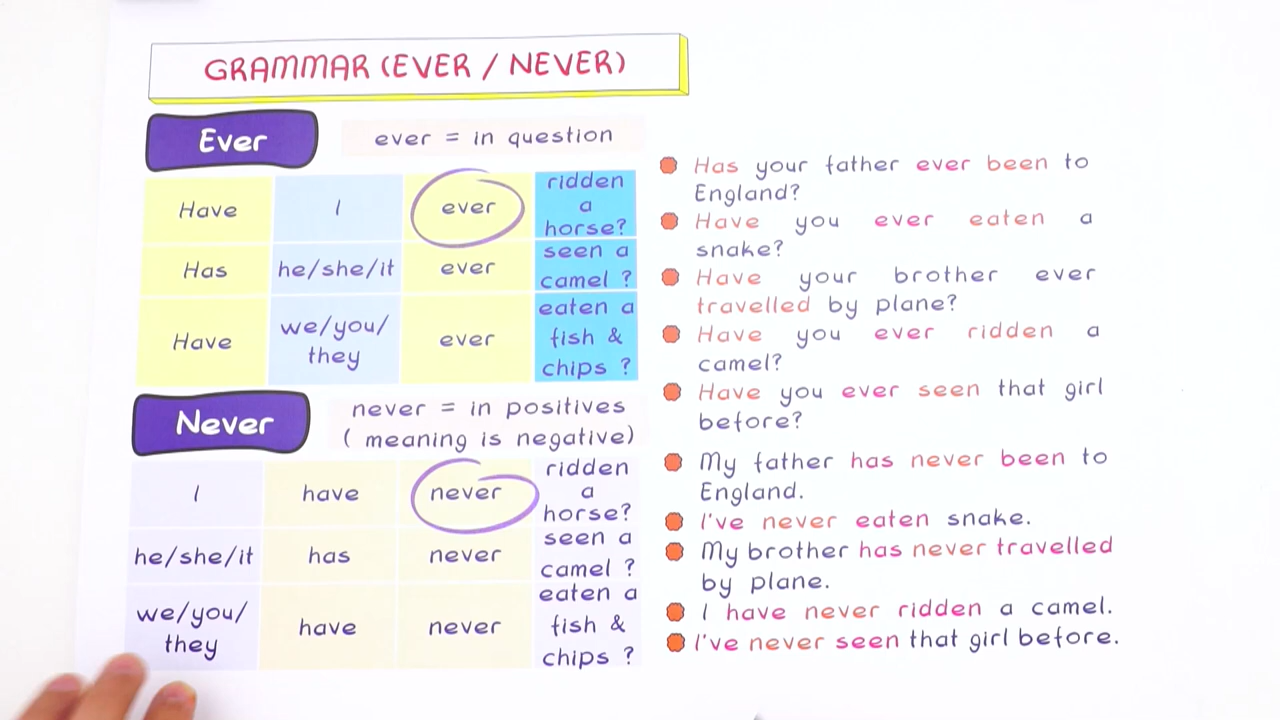 GRAMMAR (EVER / NEVER)
Ever
ever = in question
Have I ever ridden a horse?
Has he/she/it ever seen a camel ?
Have we/you/they ever eaten a fish & chips ?
Never
never = in positives
( meaning is negative)
I have never ridden a horse?
he/she/it has never seen a camel ?
we/you/they have never eaten a fish & chips ?
Has your father ever been to
England?
Have you ever eaten a
snake?
Have your brother ever
travelled by plane?
Have you ever ridden a
camel?
Have you ever seen that girl
before?
My father has never been to
England.
I've never eaten snake.
My brother has never travelled
by plane.
I have never ridden a camel.
I've never seen that girl before.